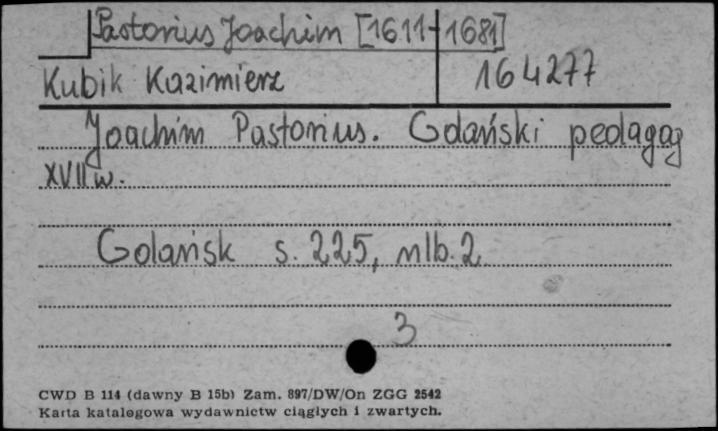 Pastorius Joachim [1611-1681]
Kubik Kazimierz 164277
Joachim Pastorius. Gdański pedagog
XVII w.
Gdańsk s. 225, nlb. 2
3
CWD B 114 (dawny B 15b) Zam. 897/DW/On ZGG 2542
Karta katalogowa wydawnictw ciągłych i zwartych.